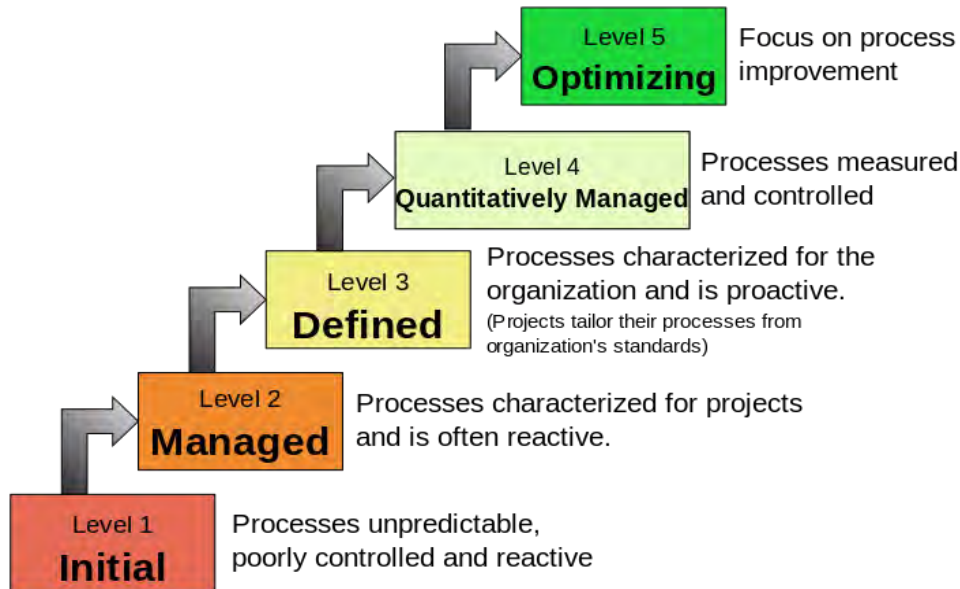 Level 5
Optimizing
Focus on process
improvement
Level 4
Quantitatively Managed
Processes measured
and controlled
Level 3
Defined
Processes characterized for the
organization and is proactive.
(Projects tailor their processes from
organization's standards)
Level 2
Managed
Processes characterized for projects
and is often reactive.
Level 1
Initial
Processes unpredictable,
poorly controlled and reactive